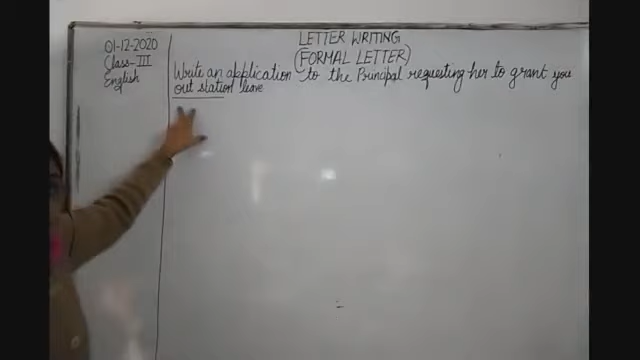 01-12-2020
Class-III
English
LETTER WRITING
(FORMAL LETTER)
Write an application to the Principal requesting her to grant you
out station leave